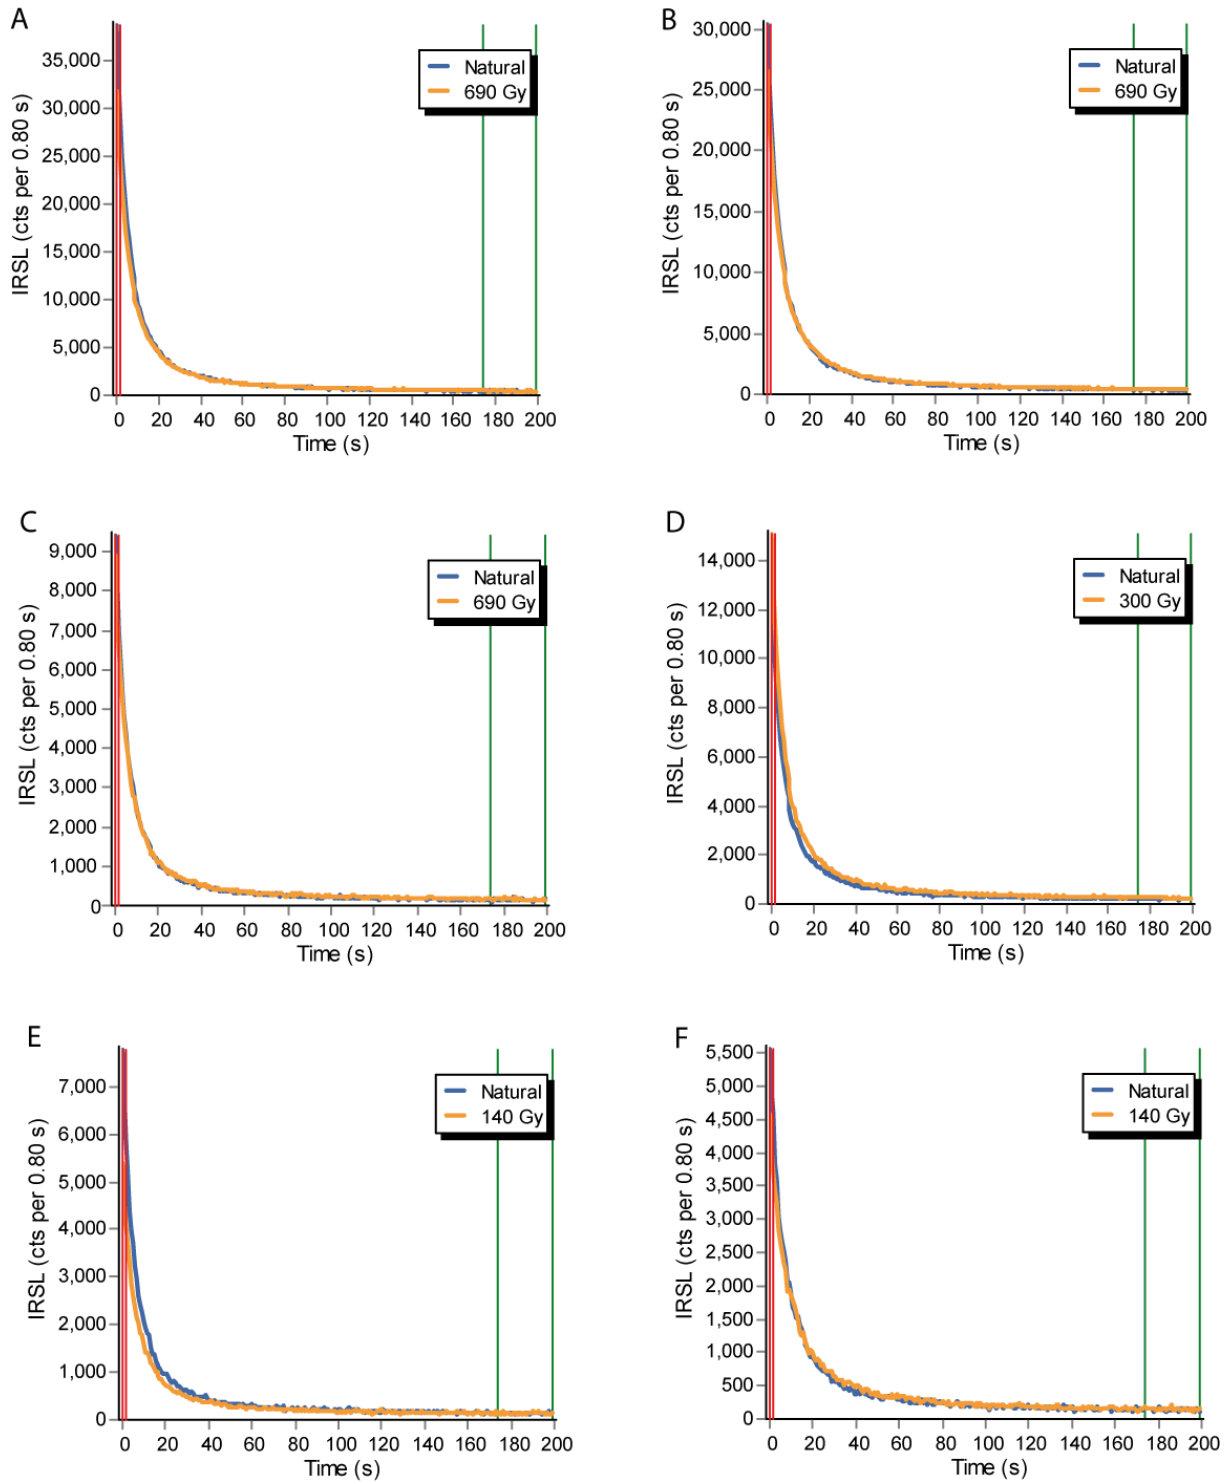 A
IRSL (cts per 0.80 s)
35,000
30,000
25,000
20,000
15,000
10,000
5,000
0
Natural
690 Gy
0 20 40 60 80 100 120 140 160 180 200
Time (s)
B
IRSL (cts per 0.80 s)
30,000
25,000
20,000
15,000
10,000
5,000
0
Natural
690 Gy
0 20 40 60 80 100 120 140 160 180 200
Time (s)
C
IRSL (cts per 0.80 s)
9,000
8,000
7,000
6,000
5,000
4,000
3,000
2,000
1,000
0
Natural
690 Gy
0 20 40 60 80 100 120 140 160 180 200
Time (s)
D
IRSL (cts per 0.80 s)
14,000
12,000
10,000
8,000
6,000
4,000
2,000
0
Natural
300 Gy
0 20 40 60 80 100 120 140 160 180 200
Time (s)
E
IRSL (cts per 0.80 s)
7,000
6,000
5,000
4,000
3,000
2,000
1,000
0
Natural
140 Gy
0 20 40 60 80 100 120 140 160 180 200
Time (s)
F
IRSL (cts per 0.80 s)
5,500
5,000
4,500
4,000
3,500
3,000
2,500
2,000
1,500
1,000
500
0
Natural
140 Gy
0 20 40 60 80 100 120 140 160 180 200
Time (s)